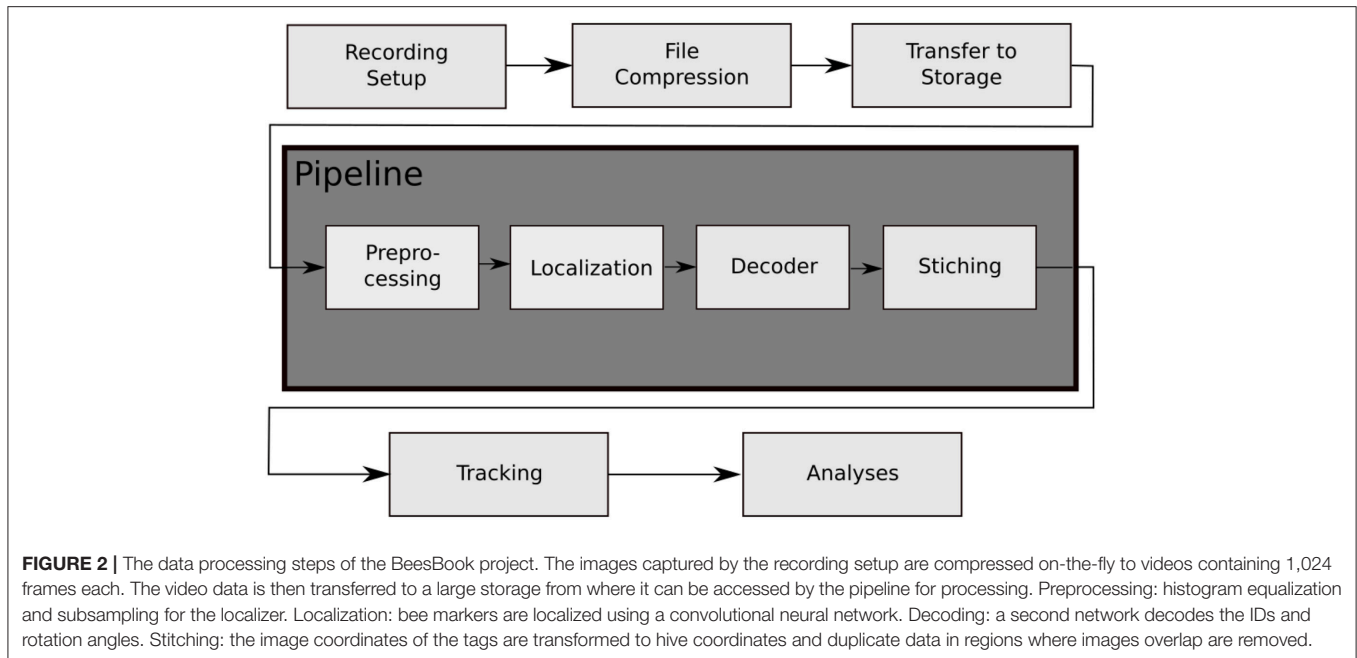 Recording
Setup
File
Compression
Transfer to
Storage
Pipeline
Prepro-
cessing
Localization
Decoder
Stiching
Tracking
Analyses
FIGURE 2 | The data processing steps of the BeesBook project. The images captured by the recording setup are compressed on-the-fly to videos containing 1,024
frames each. The video data is then transferred to a large storage from where it can be accessed by the pipeline for processing. Preprocessing: histogram equalization
and subsampling for the localizer. Localization: bee markers are localized using a convolutional neural network. Decoding: a second network decodes the IDs and
rotation angles. Stitching: the image coordinates of the tags are transformed to hive coordinates and duplicate data in regions where images overlap are removed.